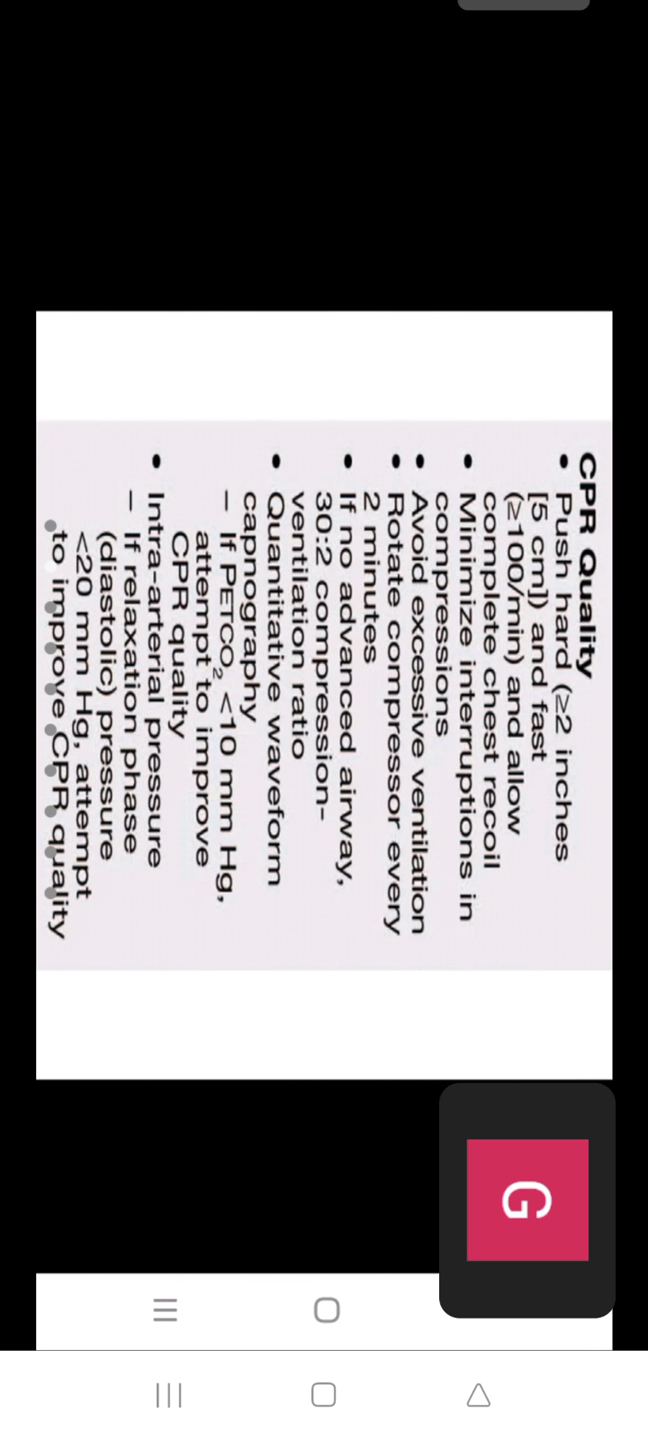 CPR Quality
• Push hard (≥2 inches
[5 cm]) and fast
(≥100/min) and allow
complete chest recoil
• Minimize interruptions in
compressions
• Avoid excessive ventilation
• Rotate compressor every
2 minutes
• If no advanced airway,
30:2 compression-
ventilation ratio
• Quantitative waveform
capnography
– If PETCO₂ <10 mm Hg,
attempt to improve
CPR quality
• Intra-arterial pressure
– If relaxation phase
(diastolic) pressure
<20 mm Hg, attempt
to improve CPR quality
G